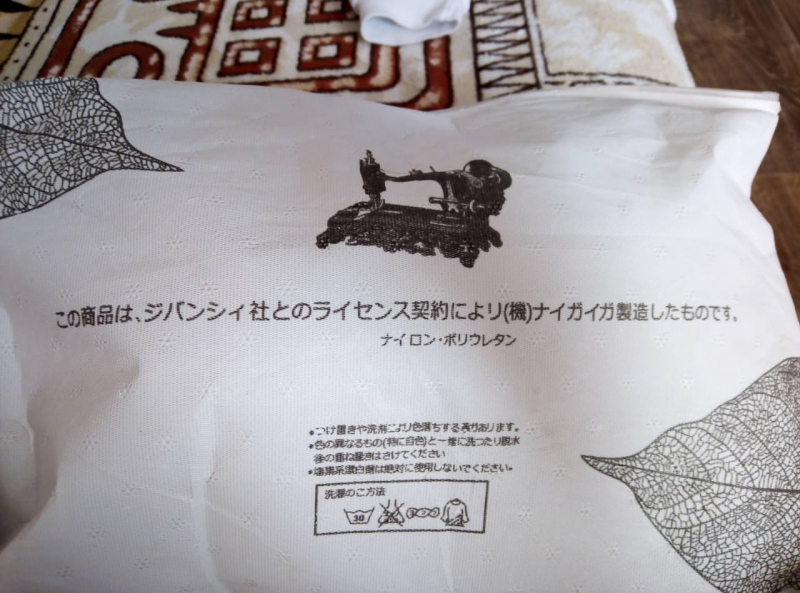 この商品は、ジバンシィ社とのライセンス契約により(機)ナイガイガ製造したものです。
ナイロン・ポリウレタン
•つけ置きや洗剤により色落ちする表サあります。
•色の異なるもの(特に白色)と一緒に洗ったり脱水
後の重ね置きはさけてください
•塩素系漂白剤は絶対に使用しないでください。
洗濯のご方法
30